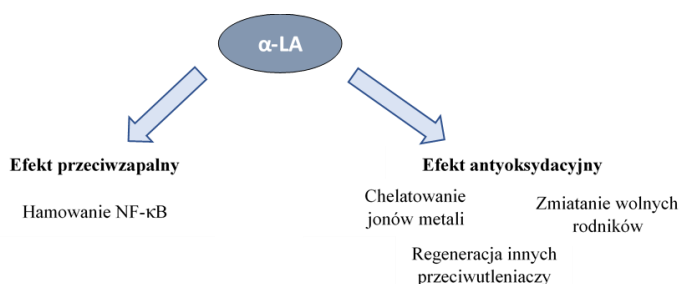 α-LA
Efekt przeciwzapalny
Hamowanie NF-κB
Efekt antyoksydacyjny
Chelatowanie
jonów metali
Zmiatanie wolnych
rodników
Regeneracja innych
przeciwutleniaczy